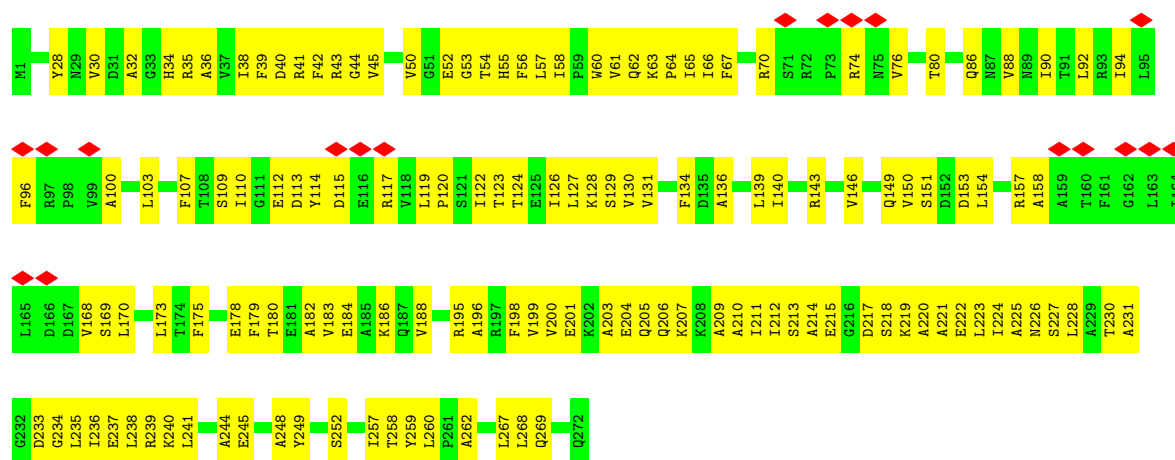 M1 Y28 N29 V30 D31 A32 G33 H34 R35 A36 V37 I38 F39 D40 R41 F42 R43 G44 V45 V50 G51 E52 G53 T54 H55 F56 L57 I58 P59 W60 V61 Q62 K63 P64 I65 I66 F67 R70 S71 R72 P73 R74 N75 V76 T80 Q86 N87 V88 N89 I90 T91 L92 R93 I94 L95
F96 R97 P98 V99 A100 L103 F107 T108 S109 I110 G111 E112 D113 Y114 D115 E116 R117 V118 L119 P120 S121 I122 T123 T124 E125 I126 L127 K128 S129 V130 V131 F134 D135 A136 L139 I140 R143 V146 Q149 V150 S151 D152 D153 L154 R157 A158 A159 T160 F161 G162 L163
L165 D166 D167 V168 S169 L170 L173 T174 F175 E178 F179 T180 E181 A182 V183 E184 A185 K186 Q187 V188 R195 A196 R197 F198 V199 V200 E201 K202 A203 E204 Q205 Q206 K207 K208 A209 A210 I211 I212 S213 A214 E215 G216 D217 S218 K219 A220 A221 E222 L223 I224 A225 N226 S227 L228 A229 T230 A231
G232 D233 G234 L235 I236 E237 L238 R239 K240 L241 A244 E245 A248 Y249 S252 I257 T258 Y259 L260 P261 A262 L267 L268 Q269 Q272